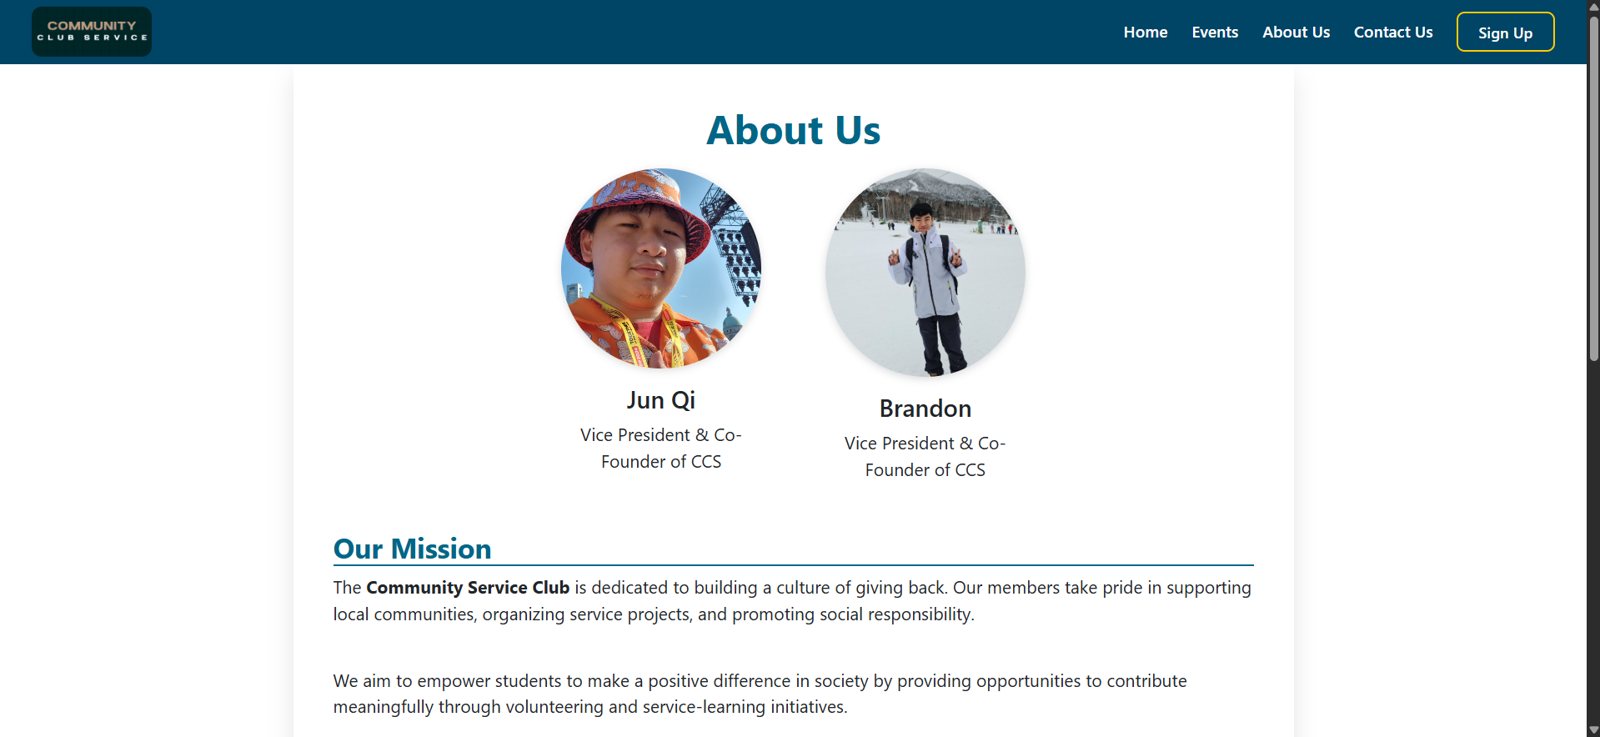 COMMUNITY
CLUB SERVICE
Home
Events
About Us
Contact Us
Sign Up
About Us
Jun Qi
Vice President & Co-
Founder of CCS
Brandon
Vice President & Co-
Founder of CCS
Our Mission
The Community Service Club is dedicated to building a culture of giving back. Our members take pride in supporting
local communities, organizing service projects, and promoting social responsibility.
We aim to empower students to make a positive difference in society by providing opportunities to contribute
meaningfully through volunteering and service-learning initiatives.